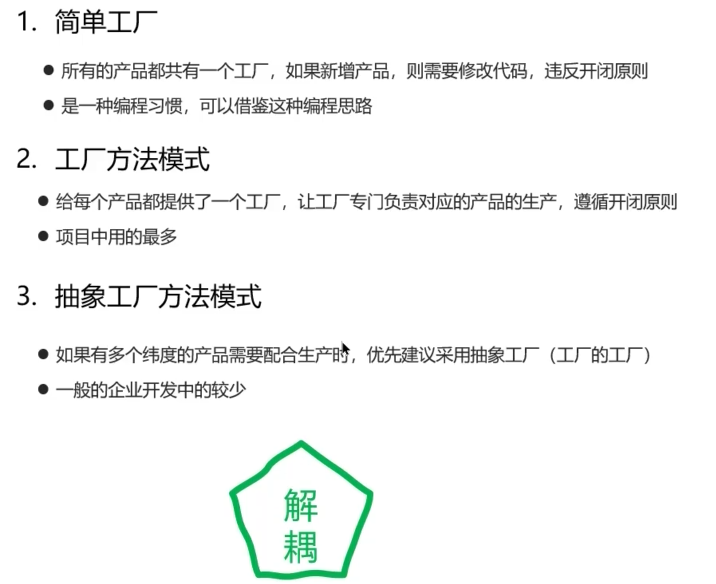 1. 简单工厂
● 所有的产品都共有一个工厂，如果新增产品，则需要修改代码，违反开闭原则
● 是一种编程习惯，可以借鉴这种编程思路
2. 工厂方法模式
● 给每个产品都提供了一个工厂，让工厂专门负责对应的产品的生产，遵循开闭原则
● 项目中用的最多
3. 抽象工厂方法模式
● 如果有多个纬度的产品需要配合生产时，优先建议采用抽象工厂（工厂的工厂）
● 一般的企业开发中的较少
解
耦